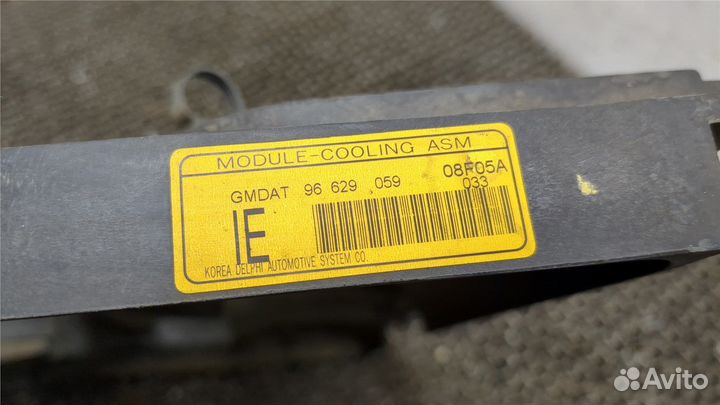 MODULE-COOLING ASM
GMDAT 96 629 059 08F05A
033
IE
KOREA DELPHI AUTOMOTIVE SYSTEM CO.
Avito